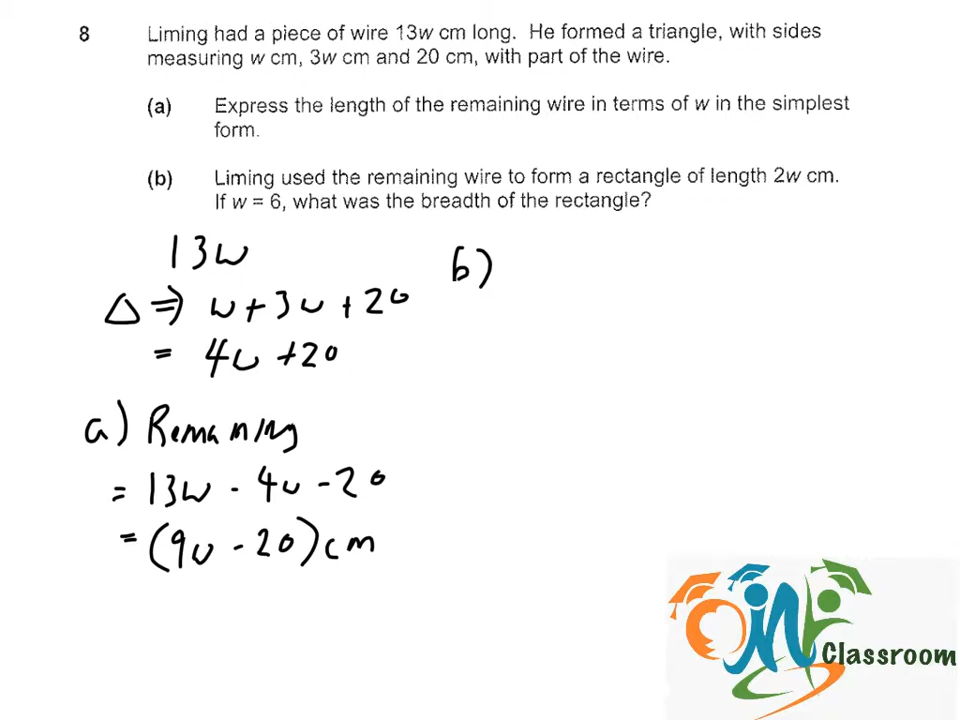 8 Liming had a piece of wire 13w cm long. He formed a triangle, with sides
measuring w cm, 3w cm and 20 cm, with part of the wire.
(a) Express the length of the remaining wire in terms of w in the simplest
form.
(b) Liming used the remaining wire to form a rectangle of length 2w cm.
If w = 6, what was the breadth of the rectangle?
13w
△ ⇒ w + 3w + 20
= 4w + 20
a) Remaining
= 13w - 4w - 20
= (9w - 20) cm
b)
OINK
Classroom